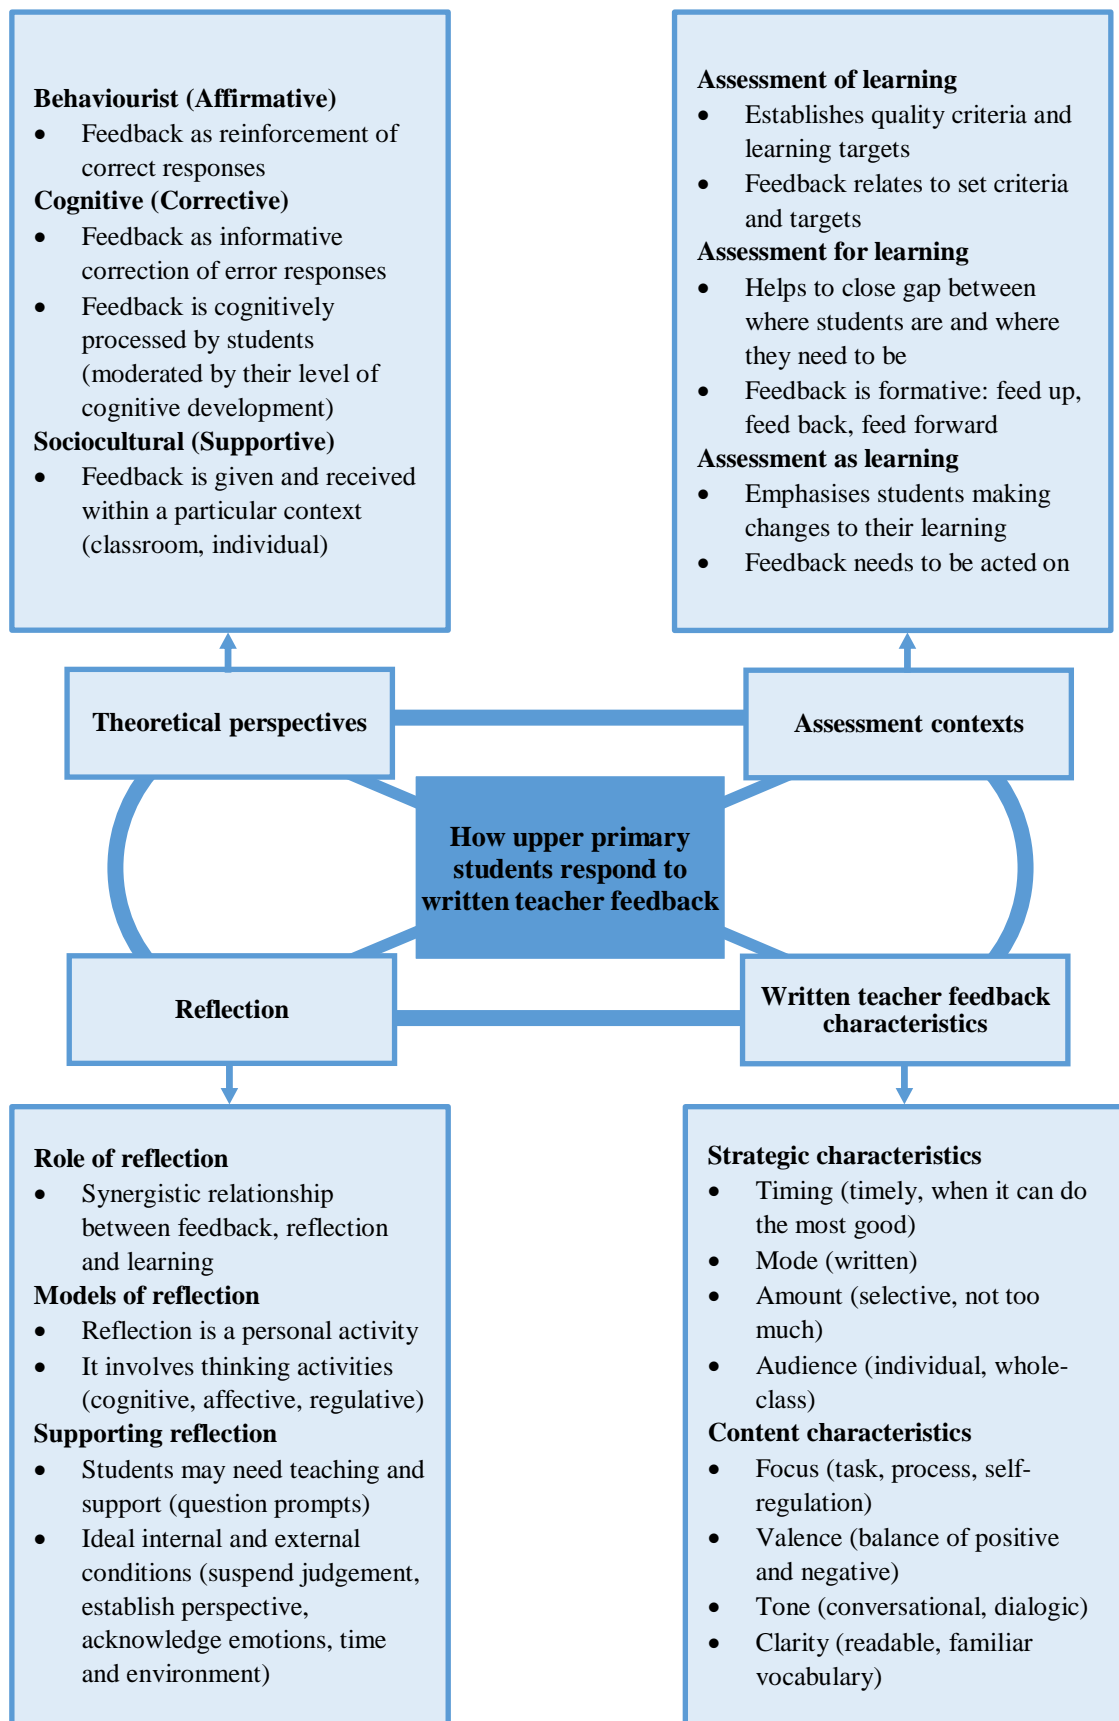 Behaviourist (Affirmative)
• Feedback as reinforcement of
correct responses
Cognitive (Corrective)
• Feedback as informative
correction of error responses
• Feedback is cognitively
processed by students
(moderated by their level of
cognitive development)
Sociocultural (Supportive)
• Feedback is given and received
within a particular context
(classroom, individual)
Assessment of learning
• Establishes quality criteria and
learning targets
• Feedback relates to set criteria
and targets
Assessment for learning
• Helps to close gap between
where students are and where
they need to be
• Feedback is formative: feed up,
feed back, feed forward
Assessment as learning
• Emphasises students making
changes to their learning
• Feedback needs to be acted on
Theoretical perspectives
Assessment contexts
How upper primary
students respond to
written teacher feedback
Reflection
Written teacher feedback
characteristics
Role of reflection
• Synergistic relationship
between feedback, reflection
and learning
Models of reflection
• Reflection is a personal activity
• It involves thinking activities
(cognitive, affective, regulative)
Supporting reflection
• Students may need teaching and
support (question prompts)
• Ideal internal and external
conditions (suspend judgement,
establish perspective,
acknowledge emotions, time
and environment)
Strategic characteristics
• Timing (timely, when it can do
the most good)
• Mode (written)
• Amount (selective, not too
much)
• Audience (individual, whole-
class)
Content characteristics
• Focus (task, process, self-
regulation)
• Valence (balance of positive
and negative)
• Tone (conversational, dialogic)
• Clarity (readable, familiar
vocabulary)